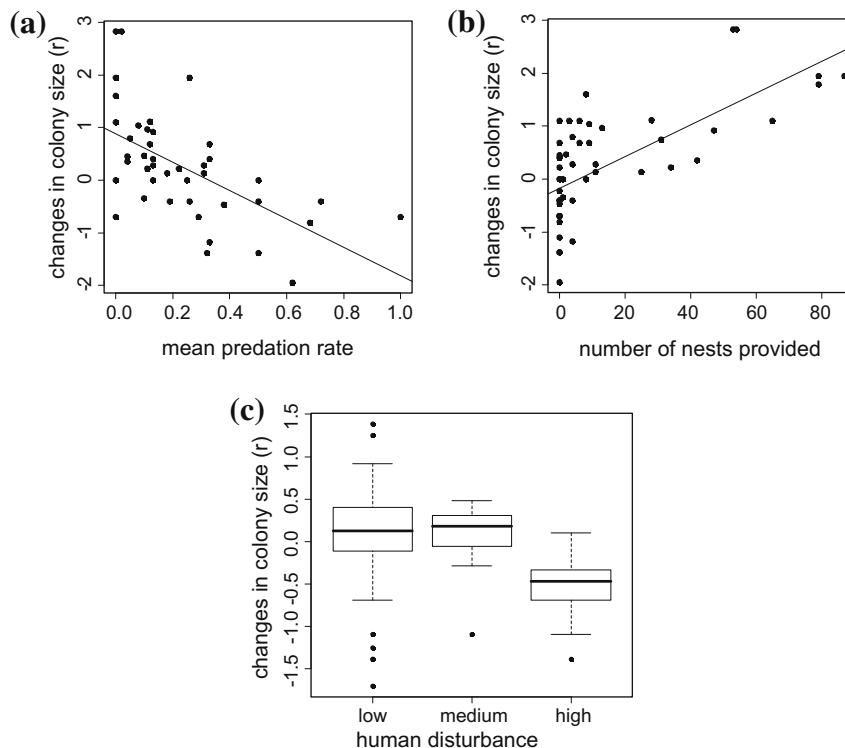 (a)
changes in colony size (r)
3
2
1
0
-1
-2
0.0 0.2 0.4 0.6 0.8 1.0
mean predation rate
(b)
changes in colony size (r)
3
2
1
0
-1
-2
0 20 40 60 80
number of nests provided
(c)
changes in colony size (r)
1.5
1.0
0.5
0.0
-0.5
-1.0
-1.5
low medium high
human disturbance